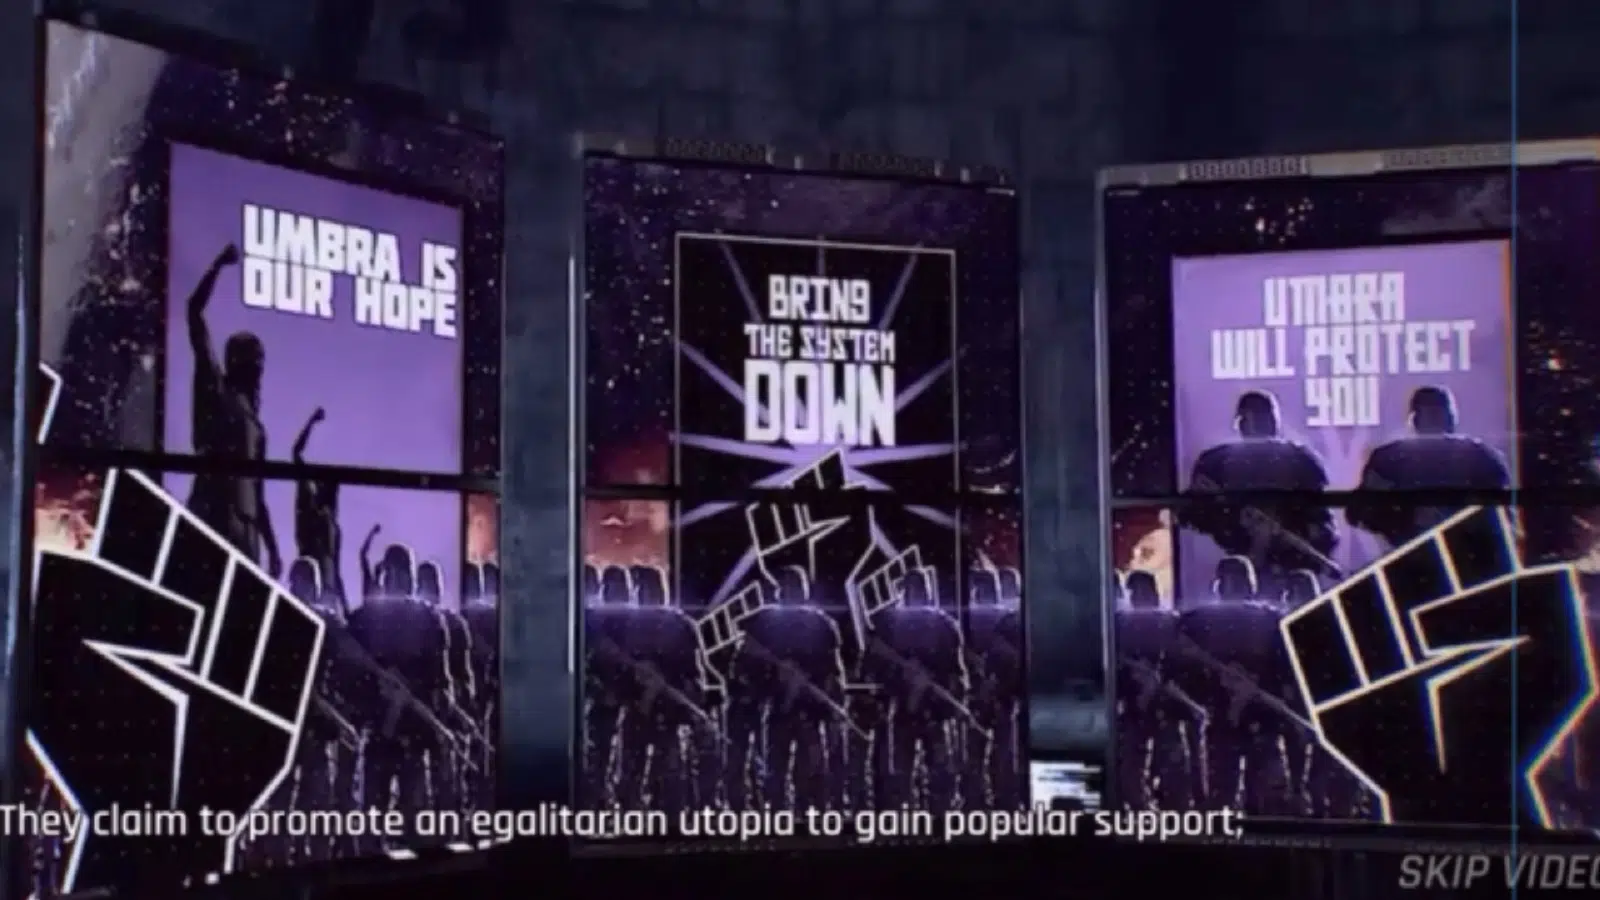 UMBRA IS
OUR HOPE
BRING
THE SYSTEM
DOWN
UMBRA
WILL PROTECT
YOU
They claim to promote an egalitarian utopia to gain popular support;
SKIP VIDEO